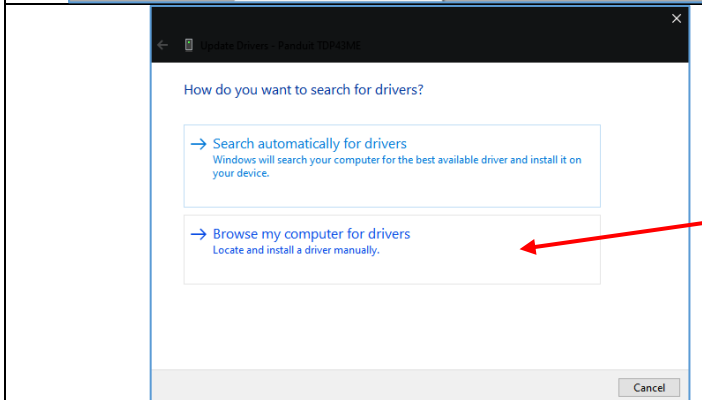 Update Drivers - Panduit TDP43ME
How do you want to search for drivers?
Search automatically for drivers
Windows will search your computer for the best available driver and install it on
your device.
Browse my computer for drivers
Locate and install a driver manually.
Cancel